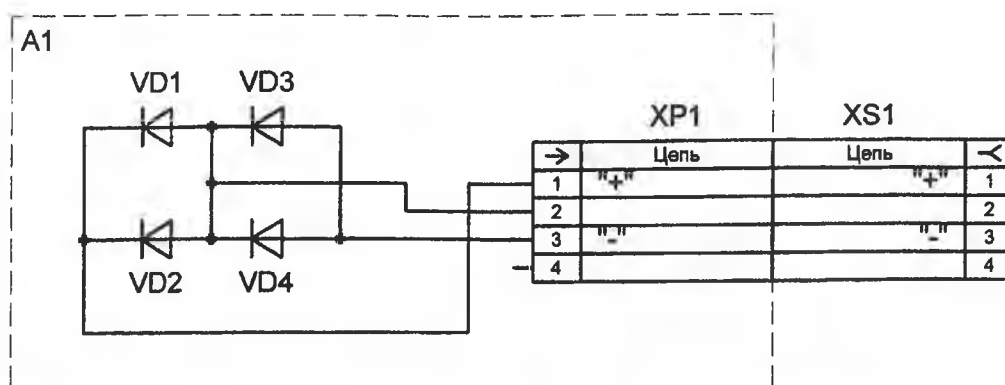 A1
VD1 VD3
VD2 VD4
XP1 XS1
Цепь Цепь
1 "+" "+" 1
2 2
3 "-" "-" 3
4 4